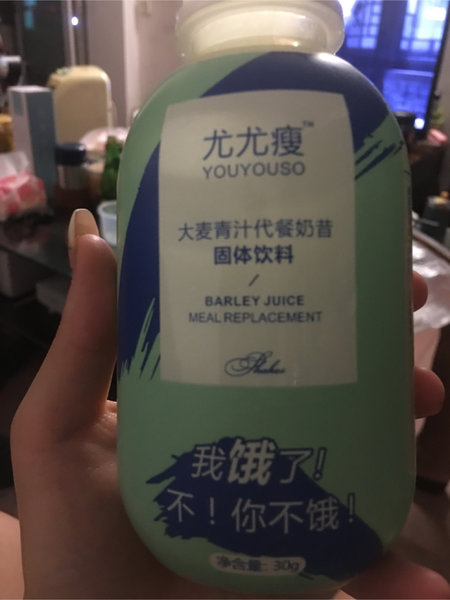 尤尤瘦™
YOUYOUSO
大麦青汁代餐奶昔
固体饮料
/
BARLEY JUICE
MEAL REPLACEMENT
Shakes
我饿了!
不!你不饿!
净含量:30g